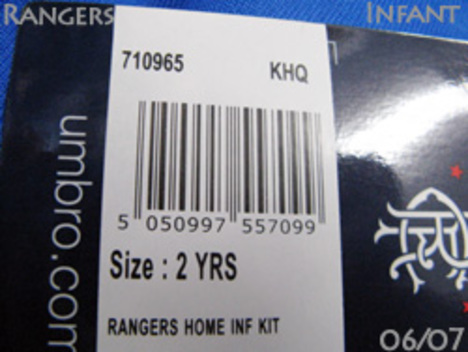 RANGERS INFANT
710965 KHQ
5 050997 557099
Size : 2 YRS
RANGERS HOME INF KIT
umbro.com
06/07